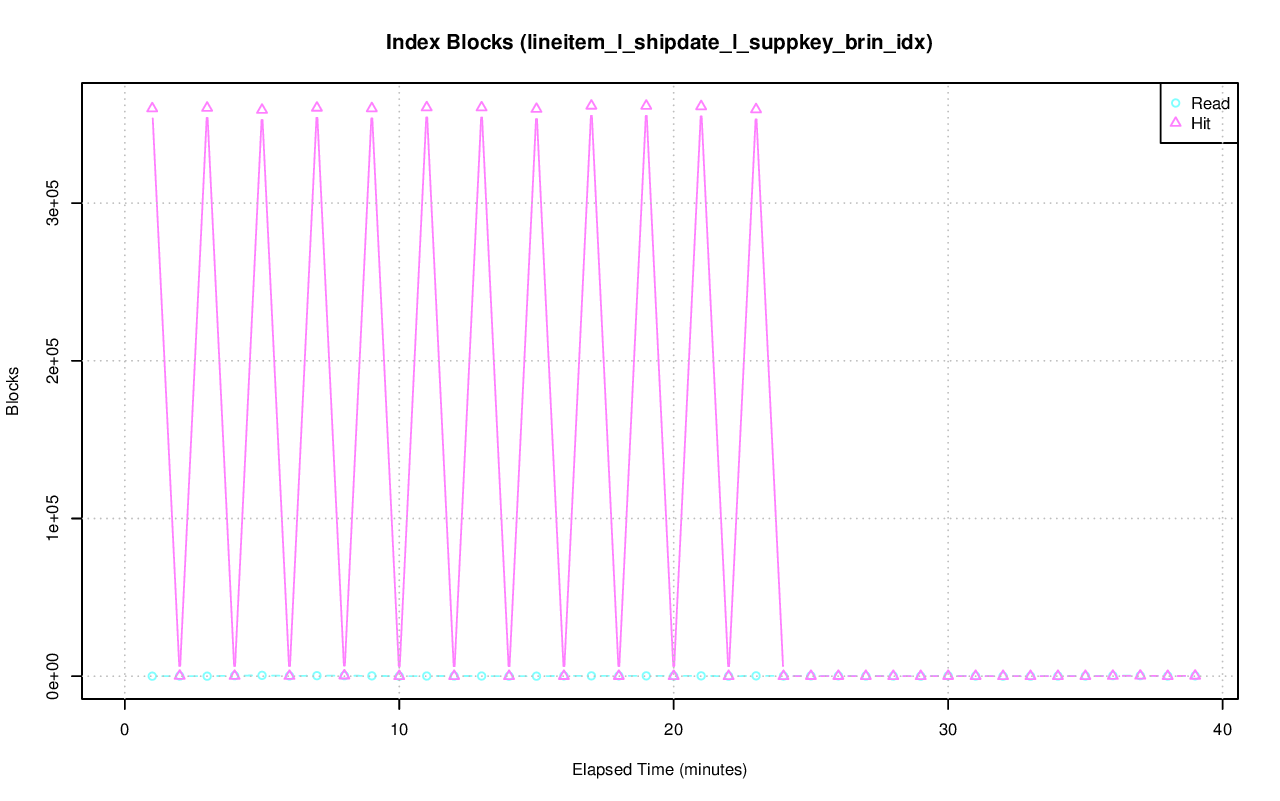 Index Blocks (lineitem_l_shipdate_l_suppkey_brin_idx)
Read
Hit
Blocks
3e+05
2e+05
1e+05
0e+00
0 10 20 30 40
Elapsed Time (minutes)